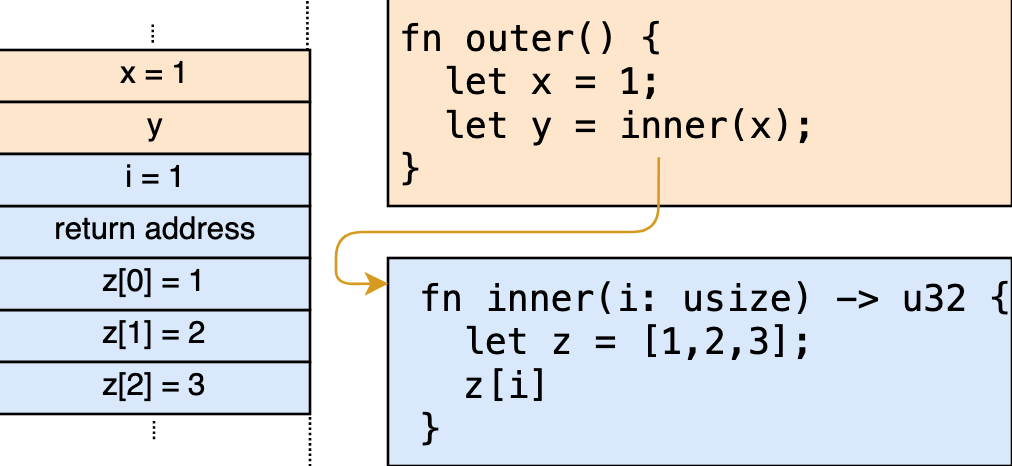 x = 1
y
i = 1
return address
z[0] = 1
z[1] = 2
z[2] = 3
fn outer() {
  let x = 1;
  let y = inner(x);
}
fn inner(i: usize) -> u32 {
  let z = [1,2,3];
  z[i]
}